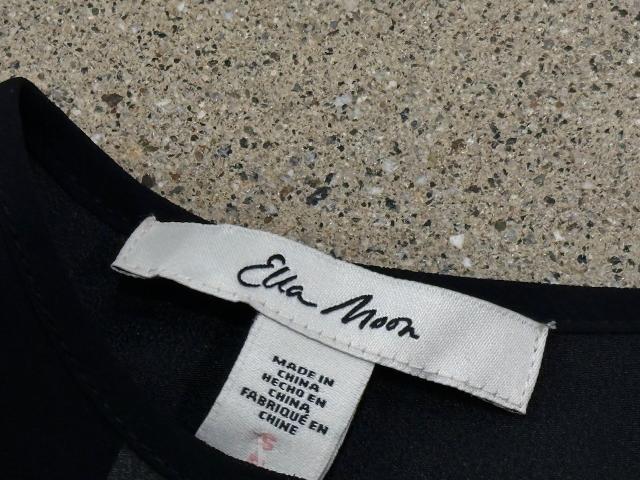 Ella Moon
MADE IN
CHINA
HECHO EN
CHINA
FABRIQUÉ EN
CHINE
S